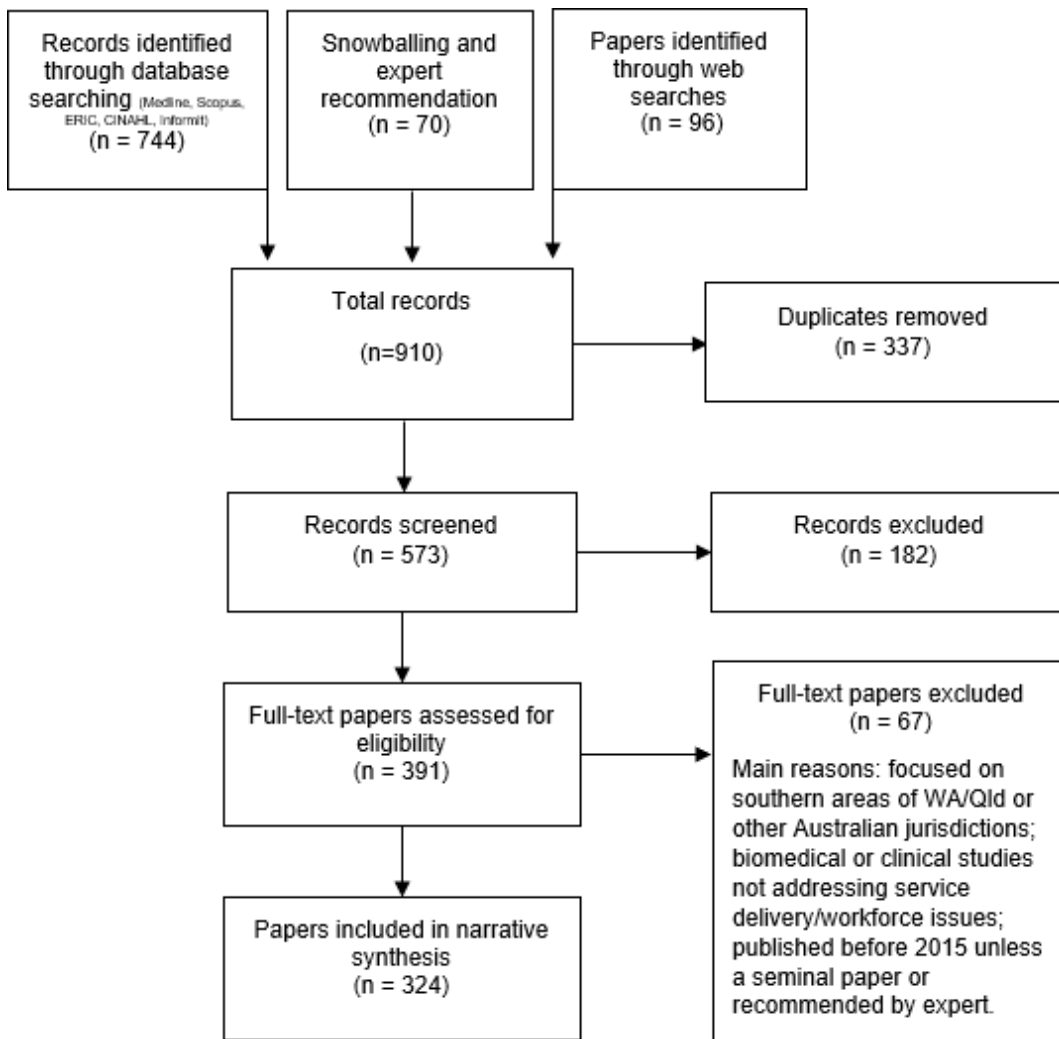 Records identified
through database
searching (Medline, Scopus,
ERIC, CINAHL, Informit)
(n = 744)
Snowballing and
expert
recommendation
(n = 70)
Papers identified
through web
searches
(n = 96)
Total records
(n=910)
Duplicates removed
(n = 337)
Records screened
(n = 573)
Records excluded
(n = 182)
Full-text papers assessed for
eligibility
(n = 391)
Full-text papers excluded
(n = 67)
Main reasons: focused on
southern areas of WA/Qld or
other Australian jurisdictions;
biomedical or clinical studies
not addressing service
delivery/workforce issues;
published before 2015 unless
a seminal paper or
recommended by expert.
Papers included in narrative
synthesis
(n = 324)